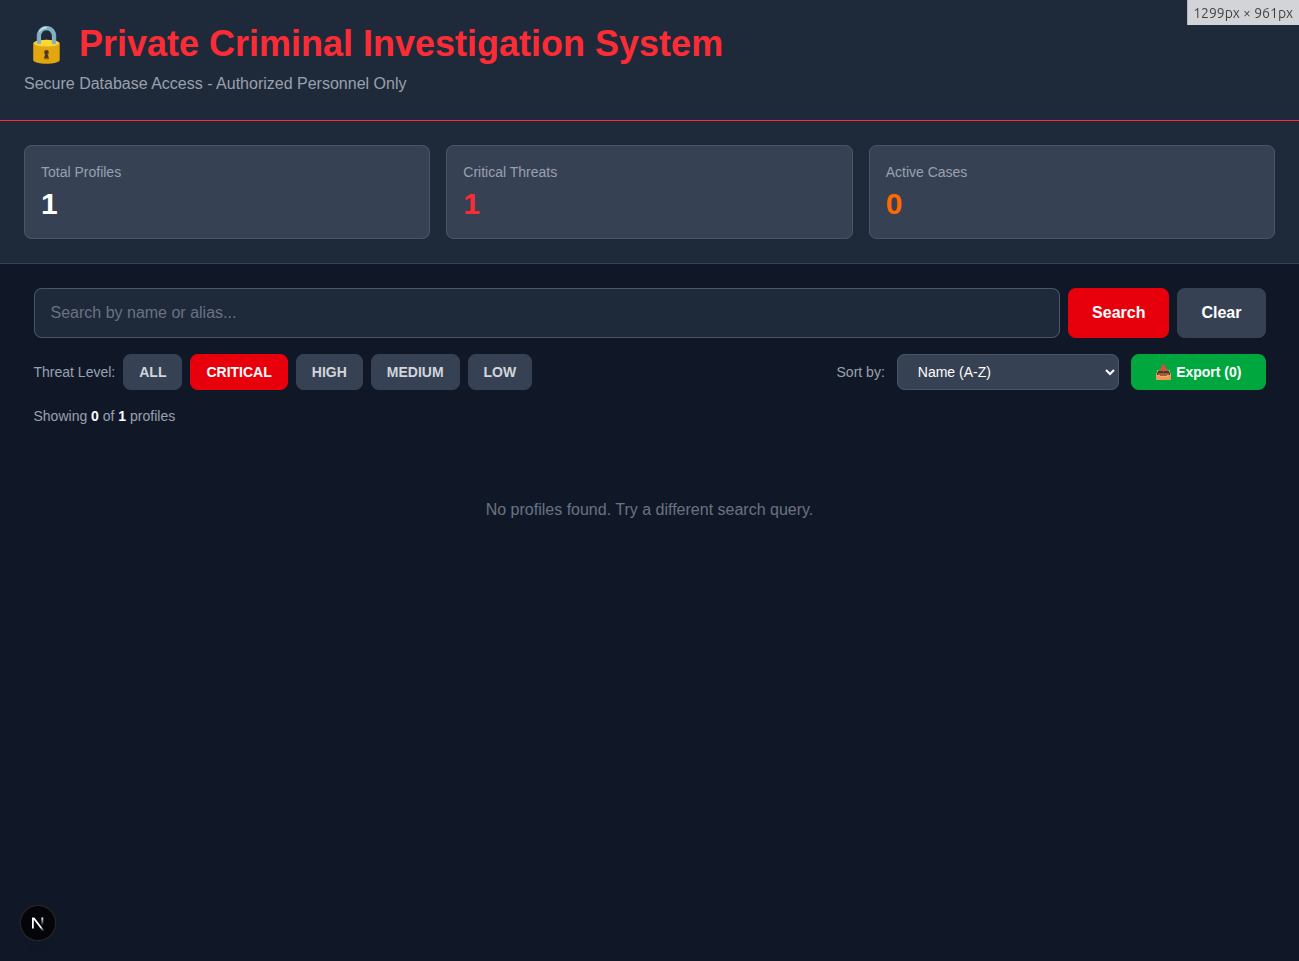 1299px × 961px
🔒 Private Criminal Investigation System
Secure Database Access - Authorized Personnel Only
Total Profiles
1
Critical Threats
1
Active Cases
0
Search by name or alias...
Search
Clear
Threat Level: ALL CRITICAL HIGH MEDIUM LOW
Sort by: Name (A-Z)
📥 Export (0)
Showing 0 of 1 profiles
No profiles found. Try a different search query.
N